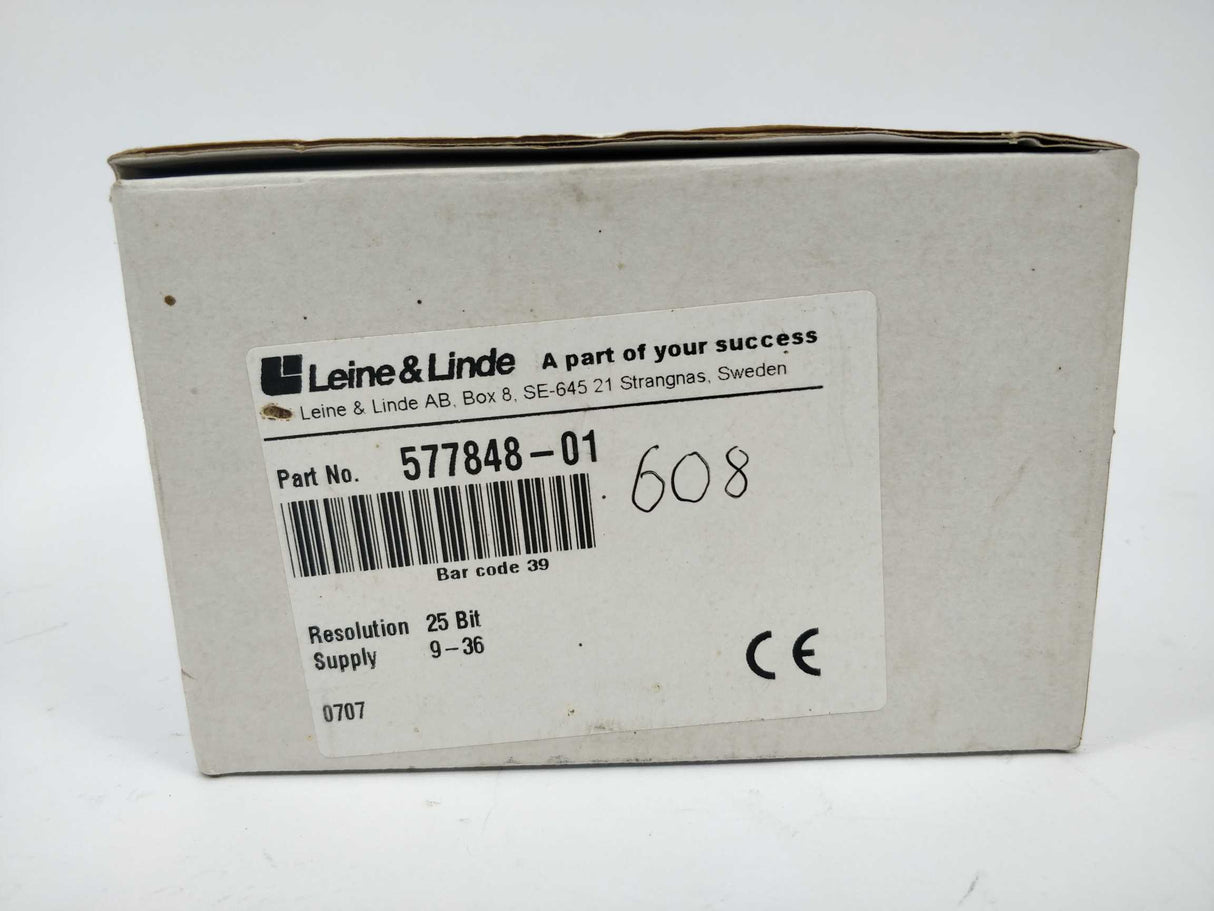 Leine & Linde A part of your success
Leine & Linde AB, Box 8, SE-645 21 Strangnas, Sweden
Part No. 577848-01
608
Bar code 39
Resolution 25 Bit
Supply 9-36
CE
0707